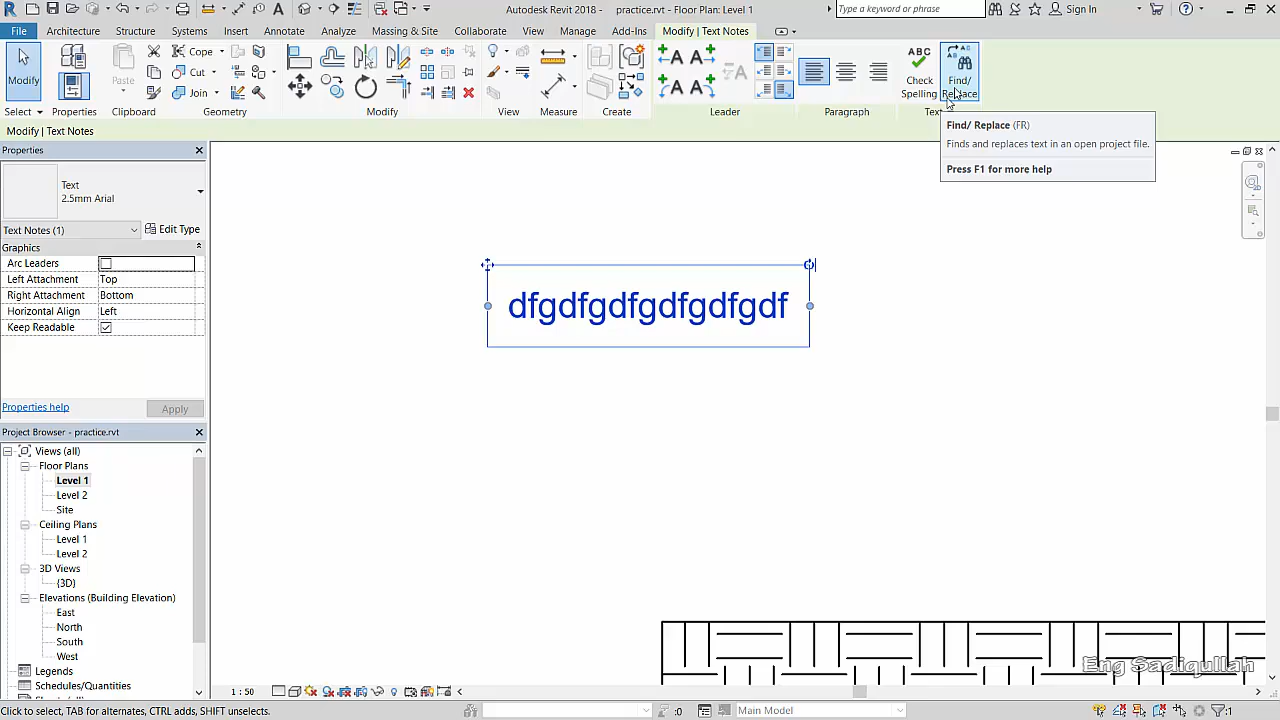 Autodesk Revit 2018 - practice.rvt - Floor Plan: Level 1
Type a keyword or phrase
Sign In
File Architecture Structure Systems Insert Annotate Analyze Massing & Site Collaborate View Manage Add-Ins Modify | Text Notes
Modify
Paste
Cope
Cut
Join
Check Spelling
Find/ Replace
Select Properties Clipboard Geometry Modify View Measure Create Leader Paragraph
Modify | Text Notes
Find/ Replace (FR)
Finds and replaces text in an open project file.
Press F1 for more help
Properties
Text
2.5mm Arial
Text Notes (1)
Edit Type
Graphics
Arc Leaders
Left Attachment Top
Right Attachment Bottom
Horizontal Align Left
Keep Readable
Properties help
Apply
dfgdfgdfgdfgdfgdf
Project Browser - practice.rvt
Views (all)
Floor Plans
Level 1
Level 2
Site
Ceiling Plans
Level 1
Level 2
3D Views
{3D}
Elevations (Building Elevation)
East
North
South
West
Legends
Schedules/Quantities
Eng Sadiqullah
1 : 50
Click to select, TAB for alternates, CTRL adds, SHIFT unselects.
:0
Main Model
:1